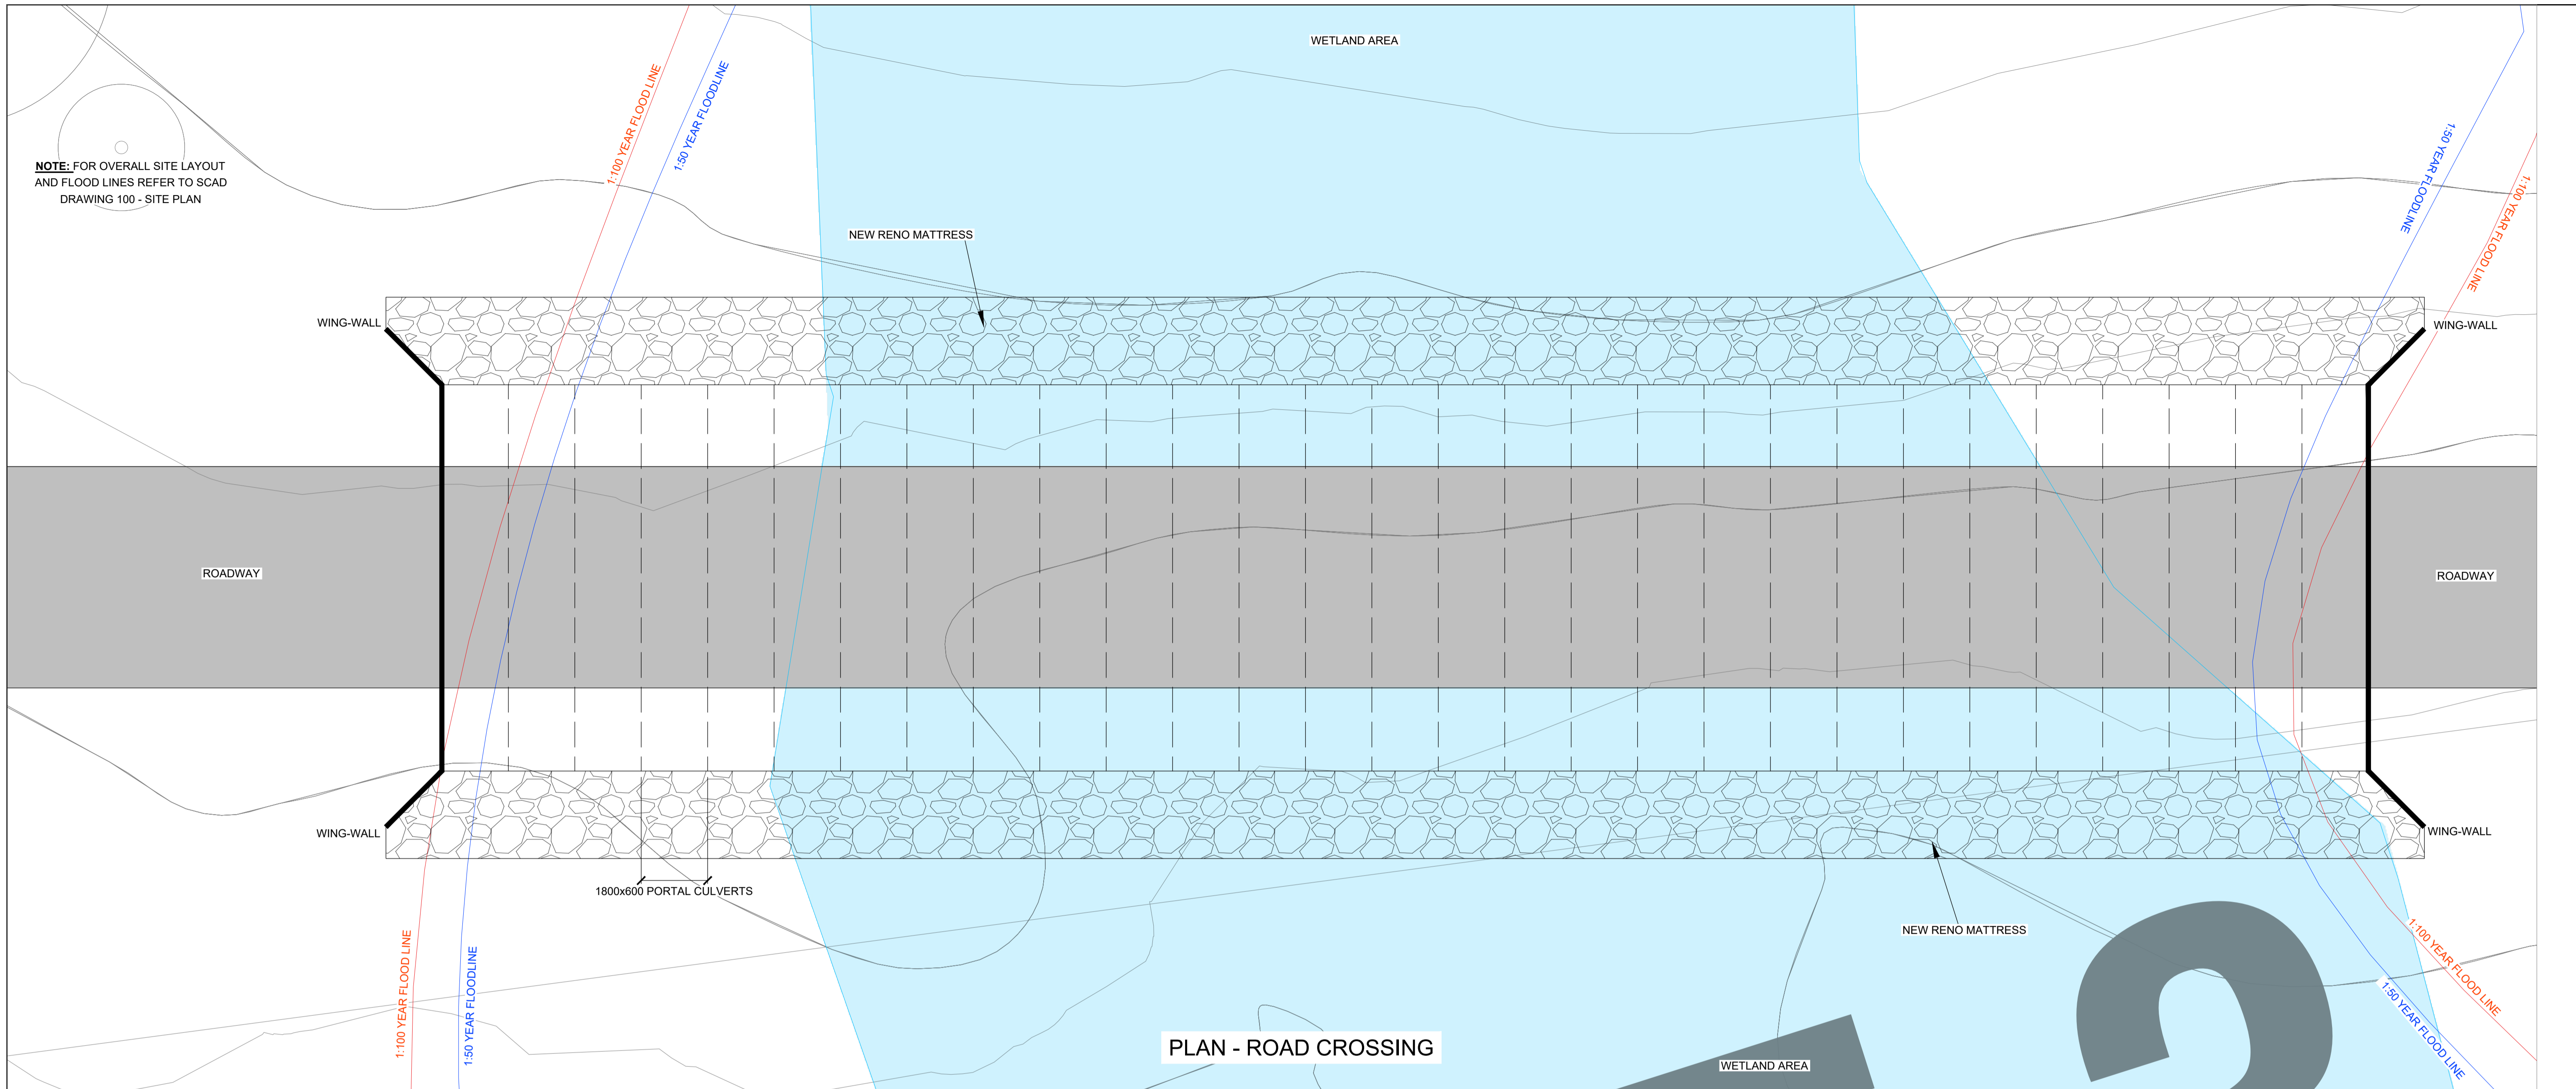 WETLAND AREA
1:100 YEAR FLOOD LINE
1:50 YEAR FLOODLINE
1:50 YEAR FLOODLINE
1:100 YEAR FLOOD LINE
NOTE: FOR OVERALL SITE LAYOUT
AND FLOOD LINES REFER TO SCAD
DRAWING 100 - SITE PLAN
NEW RENO MATTRESS
WING-WALL
WING-WALL
ROADWAY
ROADWAY
WING-WALL
WING-WALL
1800x600 PORTAL CULVERTS
NEW RENO MATTRESS
1:100 YEAR FLOOD LINE
1:50 YEAR FLOODLINE
1:100 YEAR FLOOD LINE
1:50 YEAR FLOOD LINE
PLAN - ROAD CROSSING
WETLAND AREA